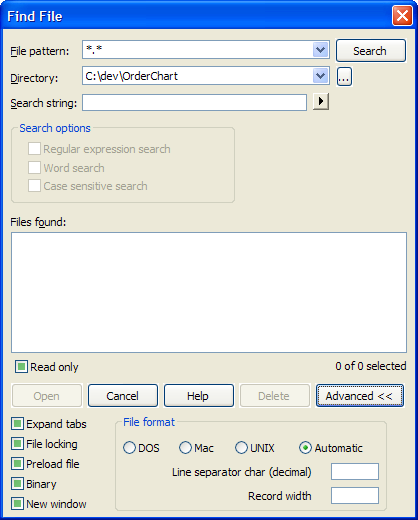 Find File
File pattern: *.* Search
Directory: C:\dev\OrderChart ...
Search string:
Search options
Regular expression search
Word search
Case sensitive search
Files found:
Read only 0 of 0 selected
Open Cancel Help Delete Advanced <<
Expand tabs File format
File locking DOS Mac UNIX Automatic
Preload file Line separator char (decimal)
Binary Record width
New window